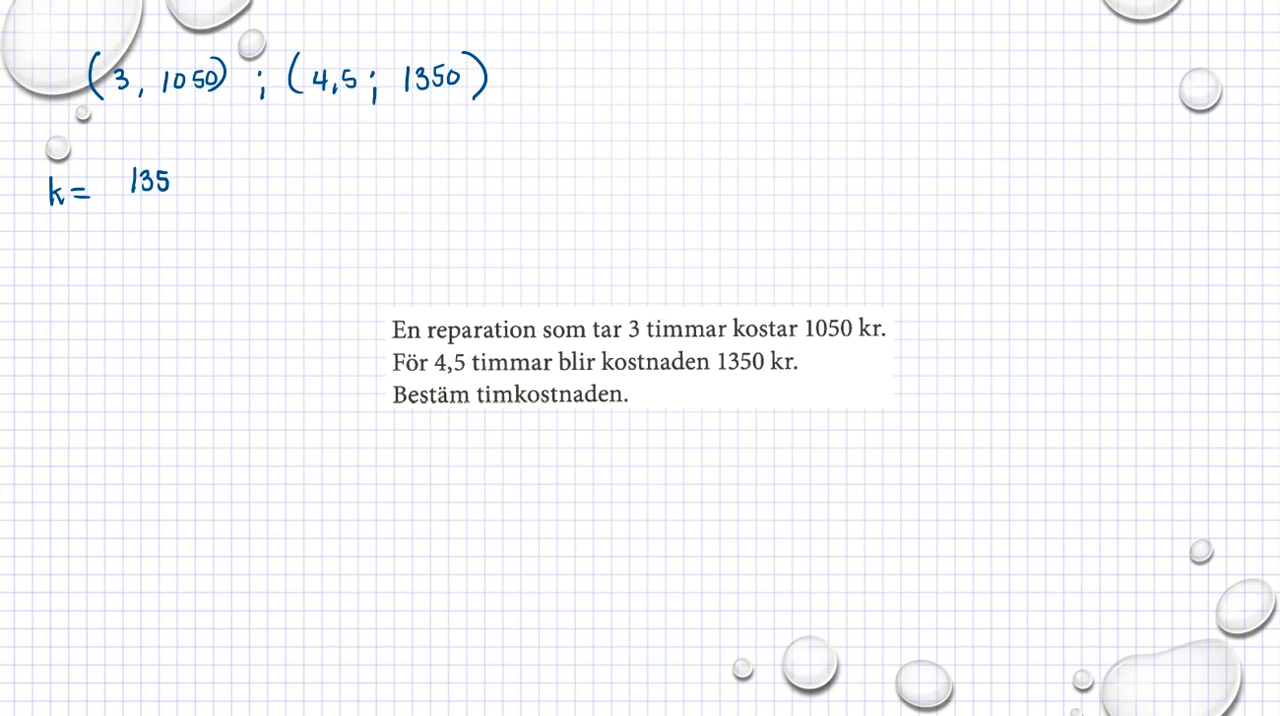 (3, 1050) ; (4,5; 1350)
k= 135
En reparation som tar 3 timmar kostar 1050 kr.
För 4,5 timmar blir kostnaden 1350 kr.
Bestäm timkostnaden.